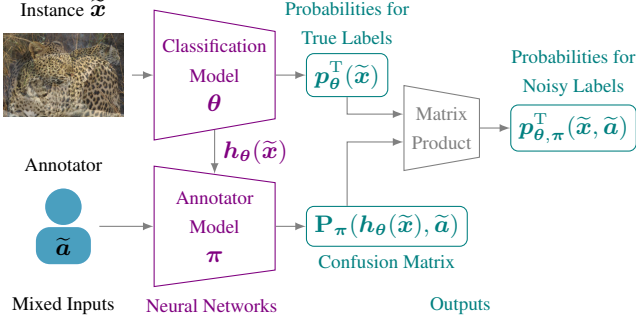 Instance x̃
Probabilities for
True Labels
Classification
Model
θ
p_θ^T(x̃)
Probabilities for
Noisy Labels
p_{θ,π}^T(x̃, ã)
Matrix
Product
h_θ(x̃)
Annotator
ã
Annotator
Model
π
P_π(h_θ(x̃), ã)
Confusion Matrix
Mixed Inputs
Neural Networks
Outputs